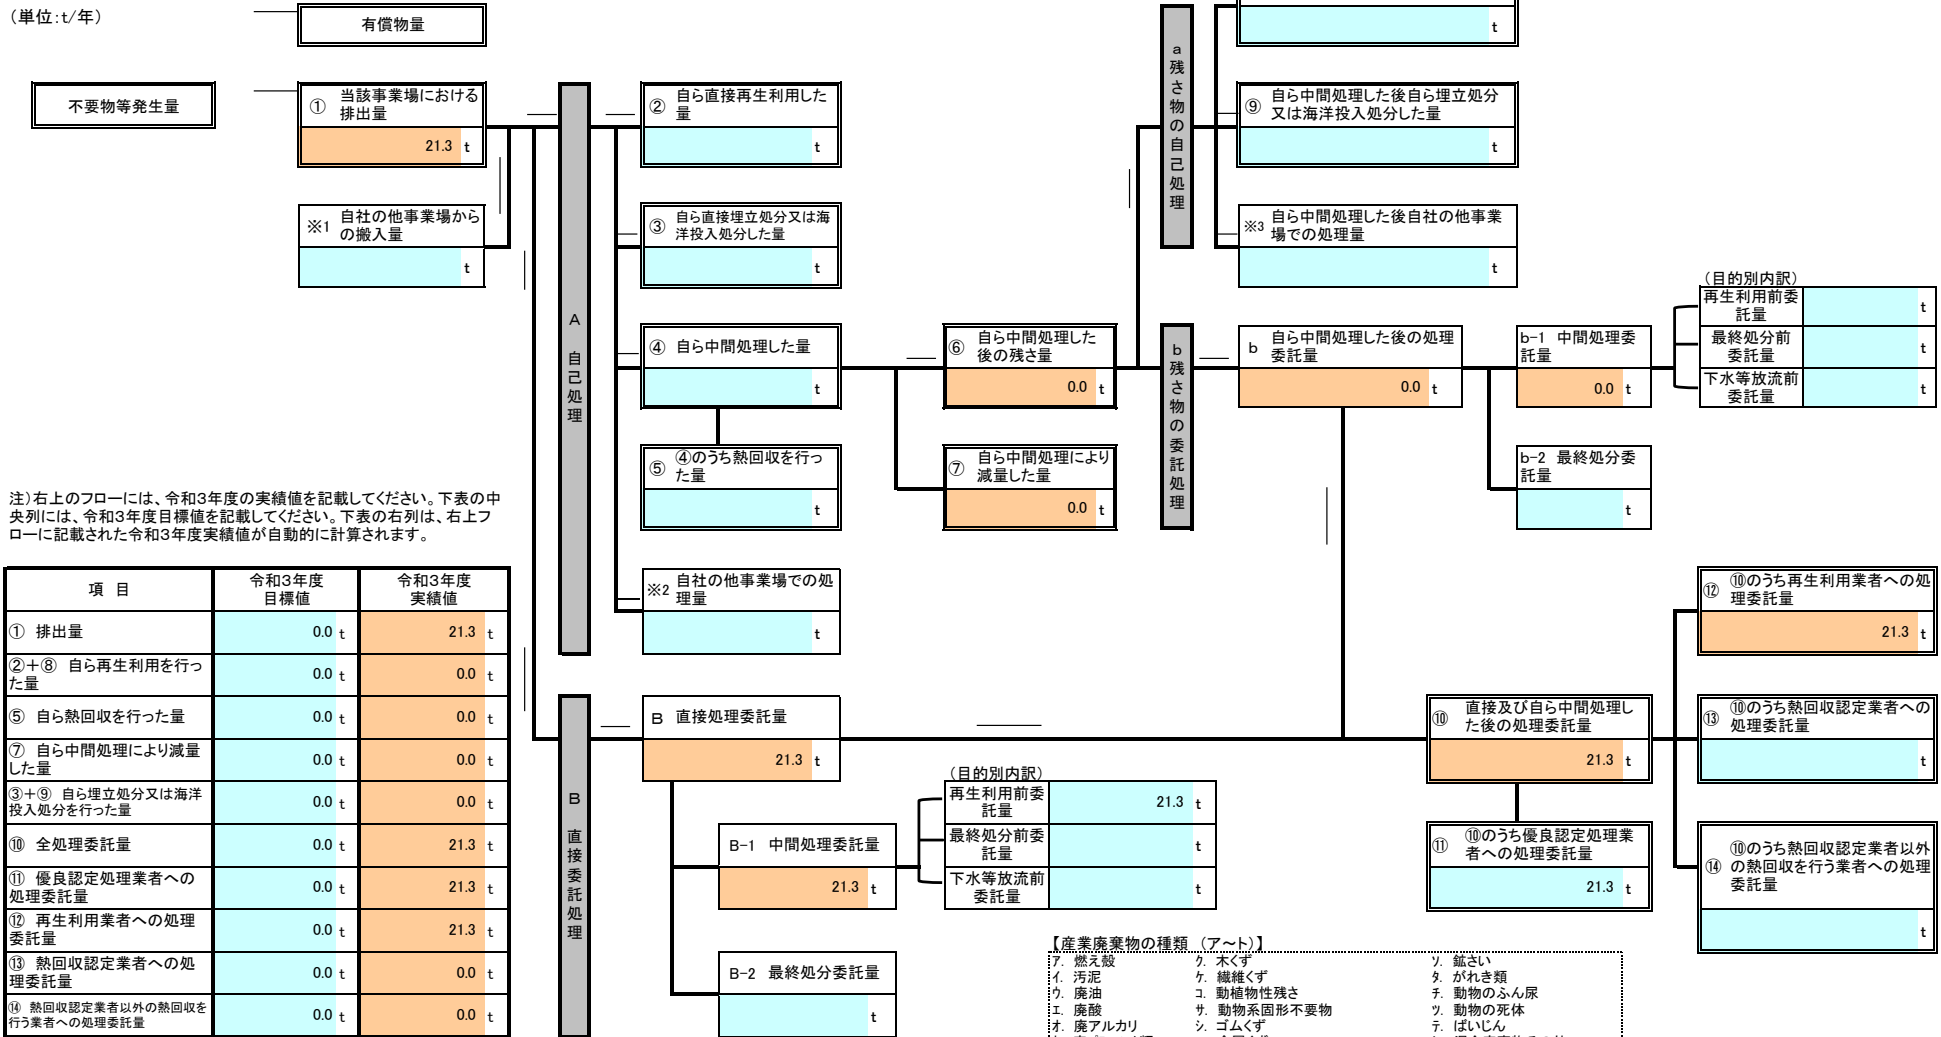 (単位:t/年)
有償物量
t
不要物等発生量
① 当該事業場における
排出量
21.3 t
※1 自社の他事業場から
の搬入量
t
A 自己処理
② 自ら直接再生利用した
量
t
③ 自ら直接埋立処分又は海
洋投入処分した量
t
④ 自ら中間処理した量
t
⑤ ④のうち熱回収を行っ
た量
t
※2 自社の他事業場での処
理量
t
⑥ 自ら中間処理した
後の残さ量
0.0 t
⑦ 自ら中間処理により
減量した量
0.0 t
a残さ物の自己処理
⑨ 自ら中間処理した後自ら埋立処分
又は海洋投入処分した量
t
※3 自ら中間処理した後自社の他事業
場での処理量
t
b残さ物の委託処理
b 自ら中間処理した後の処理
委託量
0.0 t
b-1 中間処理委
託量
0.0 t
b-2 最終処分委
託量
t
(目的別内訳)
再生利用前委
託量 t
最終処分前
委託量 t
下水等放流前
委託量 t
注)右上のフローには、令和3年度の実績値を記載してください。下表の中
央列には、令和3年度目標値を記載してください。下表の右列は、右上フ
ローに記載された令和3年度実績値が自動的に計算されます。
項 目 令和3年度
目標値 令和3年度
実績値
① 排出量 0.0 t 21.3 t
②+⑧ 自ら再生利用を行っ
た量 0.0 t 0.0 t
⑤ 自ら熱回収を行った量 0.0 t 0.0 t
⑦ 自ら中間処理により減量
した量 0.0 t 0.0 t
③+⑨ 自ら埋立処分又は海洋
投入処分を行った量 0.0 t 0.0 t
⑩ 全処理委託量 0.0 t 21.3 t
⑪ 優良認定処理業者への
処理委託量 0.0 t 21.3 t
⑫ 再生利用業者への処理
委託量 0.0 t 21.3 t
⑬ 熱回収認定業者への処
理委託量 0.0 t 0.0 t
⑭ 熱回収認定業者以外の熱回収を
行う業者への処理委託量 0.0 t 0.0 t
B 直接委託処理
B 直接処理委託量
21.3 t
B-1 中間処理委託量
21.3 t
B-2 最終処分委託量
t
(目的別内訳)
再生利用前委
託量 21.3 t
最終処分前委
託量 t
下水等放流前
委託量 t
⑩ 直接及び自ら中間処理し
た後の処理委託量
21.3 t
⑪ ⑩のうち優良認定処理業
者への処理委託量
21.3 t
⑫ ⑩のうち再生利用業者への処
理委託量
21.3 t
⑬ ⑩のうち熱回収認定業者への
処理委託量
t
⑭ ⑩のうち熱回収認定業者以外
の熱回収を行う業者への処理
委託量
t
【産業廃棄物の種類 (ア~ト)】
ア. 燃え殻 ク. 木くず ソ. 鉱さい
イ. 汚泥 ケ. 繊維くず タ. がれき類
ウ. 廃油 コ. 動植物性残さ チ. 動物のふん尿
エ. 廃酸 サ. 動物系固形不要物 ツ. 動物の死体
オ. 廃アルカリ シ. ゴムくず テ. ばいじん